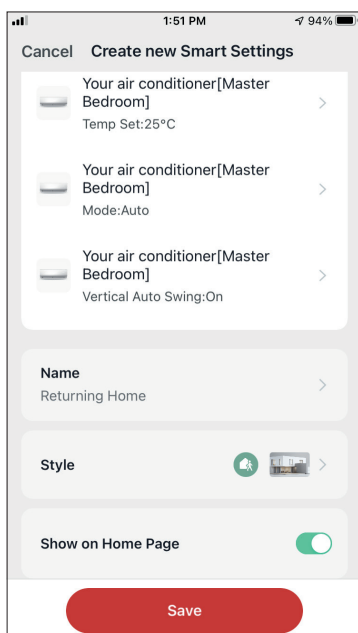 1:51 PM
94%
Cancel Create new Smart Settings
Your air conditioner[Master
Bedroom]
Temp Set:25°C
Your air conditioner[Master
Bedroom]
Mode:Auto
Your air conditioner[Master
Bedroom]
Vertical Auto Swing:On
Name
Returning Home
Style
Show on Home Page
Save